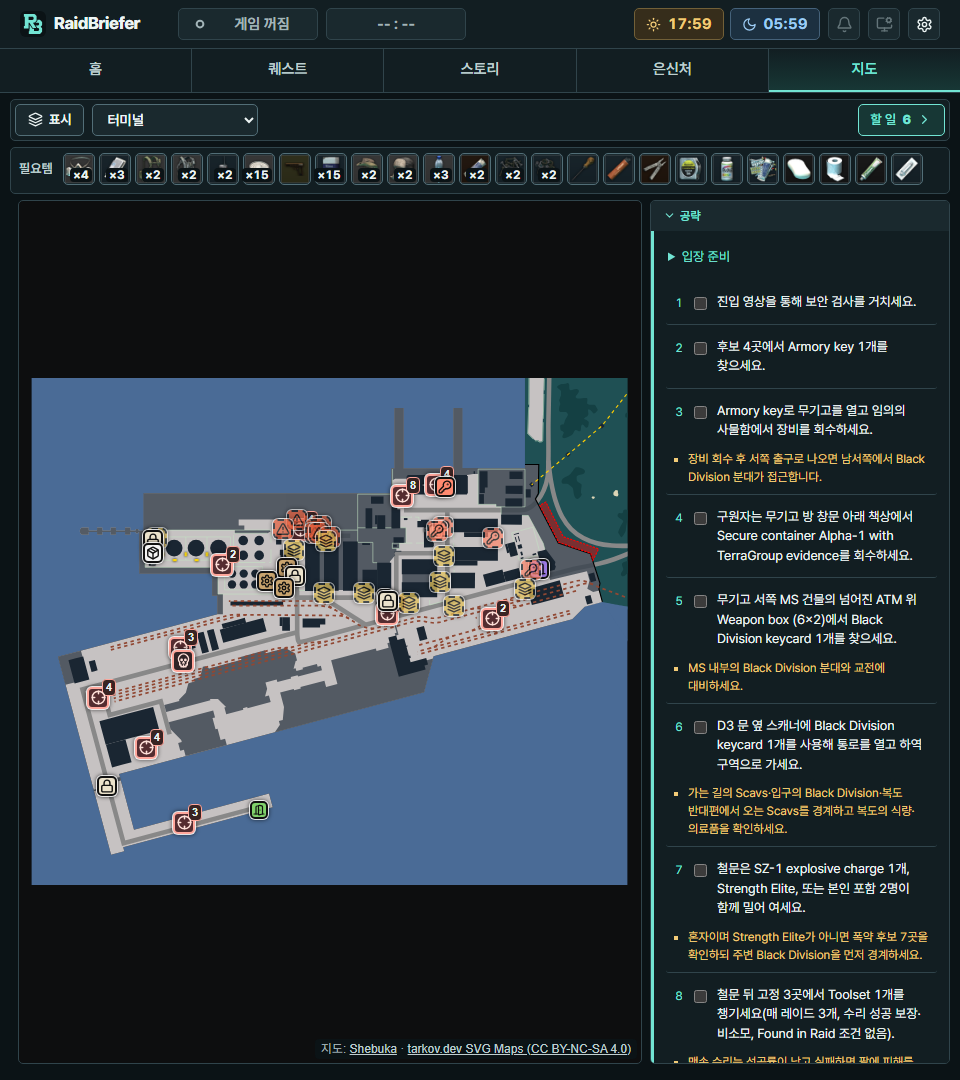 RaidBriefer
게임 꺼짐
-- : --
17:59
05:59
홈
퀘스트
스토리
은신처
지도
표시
터미널
할 일 6
필요템
×4
×3
×2
×2
×2
×15
×15
×2
×2
×3
×2
×2
×2
공략
입장 준비
1 진입 영상을 통해 보안 검사를 거치세요.
2 후보 4곳에서 Armory key 1개를
찾으세요.
3 Armory key로 무기고를 열고 임의의
사물함에서 장비를 회수하세요.
장비 회수 후 서쪽 출구로 나오면 남서쪽에서 Black
Division 분대가 접근합니다.
4 구원자는 무기고 방 창문 아래 책상에서
Secure container Alpha-1 with
TerraGroup evidence를 회수하세요.
5 무기고 서쪽 MS 건물의 넘어진 ATM 위
Weapon box (6×2)에서 Black
Division keycard 1개를 찾으세요.
MS 내부의 Black Division 분대와 교전에
대비하세요.
6 D3 문 옆 스캐너에 Black Division
keycard 1개를 사용해 통로를 열고 하역
구역으로 가세요.
가는 길의 Scavs·입구의 Black Division·복도
반대편에서 오는 Scavs를 경계하고 복도의 식량·
의료품을 확인하세요.
7 철문은 SZ-1 explosive charge 1개,
Strength Elite, 또는 본인 포함 2명이
함께 밀어 여세요.
혼자이며 Strength Elite가 아니면 폭약 후보 7곳을
확인하되 주변 Black Division을 먼저 경계하세요.
8 철문 뒤 고정 3곳에서 Toolset 1개를
챙기세요(매 레이드 3개, 수리 성공 보장·
비소모, Found in Raid 조건 없음).
맨손 수리는 성공률이 낮고 실패하면 팔에 피해를
4
8
2
2
3
4
4
3
지도: Shebuka · tarkov.dev SVG Maps (CC BY-NC-SA 4.0)